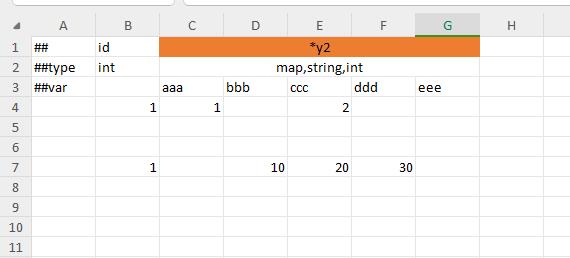 A B C D E F G H
1 ## id *y2
2 ##type int map,string,int
3 ##var aaa bbb ccc ddd eee
4 1 1 2
5
6
7 1 10 20 30
8
9
10
11